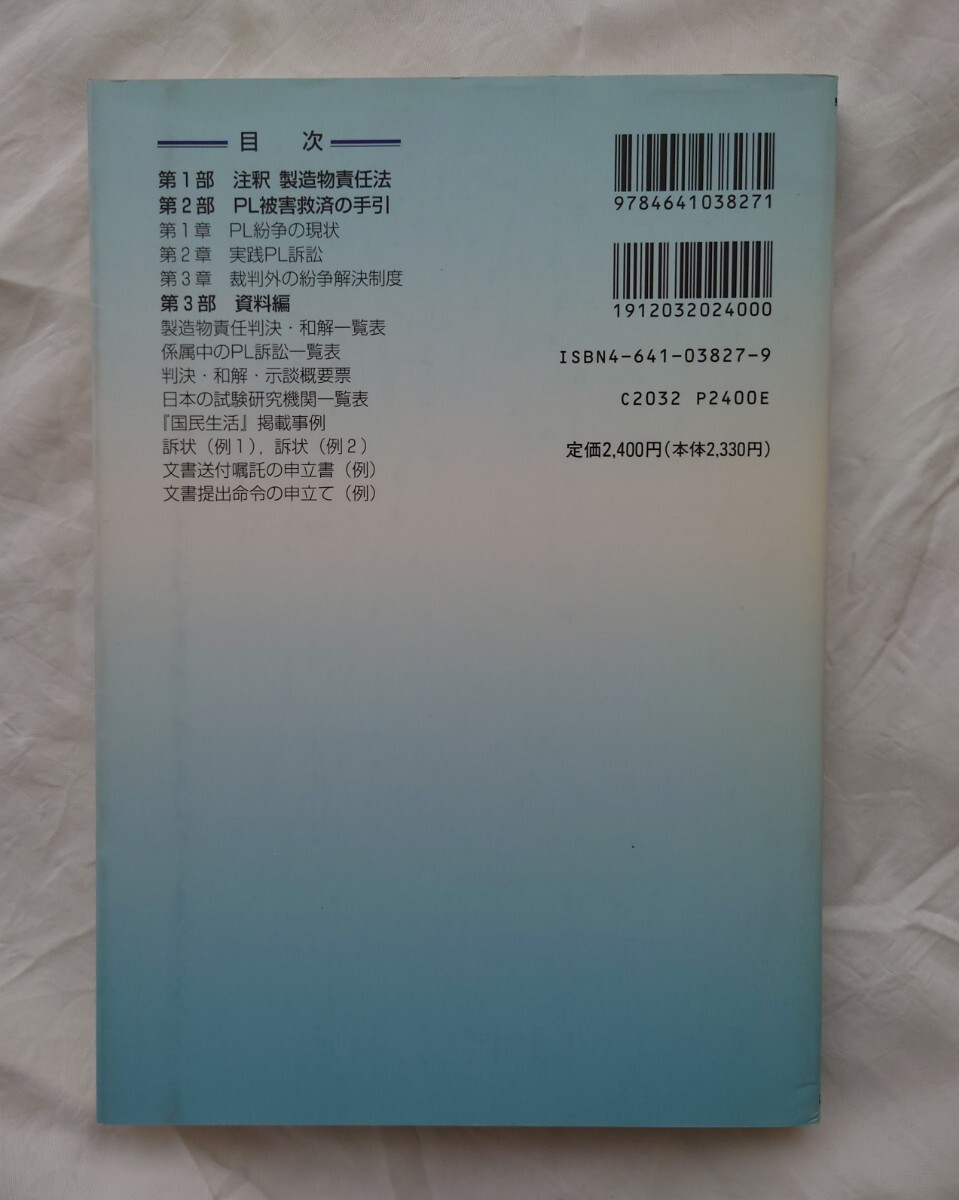 目 次
第1部 注釈 製造物責任法
第2部 PL被害救済の手引
第1章 PL紛争の現状
第2章 実践PL訴訟
第3章 裁判外の紛争解決制度
第3部 資料編
製造物責任判決・和解一覧表
係属中のPL訴訟一覧表
判決・和解・示談概要票
日本の試験研究機関一覧表
『国民生活』掲載事例
訴状(例1),訴状(例2)
文書送付嘱託の申立書(例)
文書提出命令の申立て(例)
9784641038271
1912032024000
ISBN4-641-03827-9
C2032 P2400E
定価2,400円(本体2,330円)